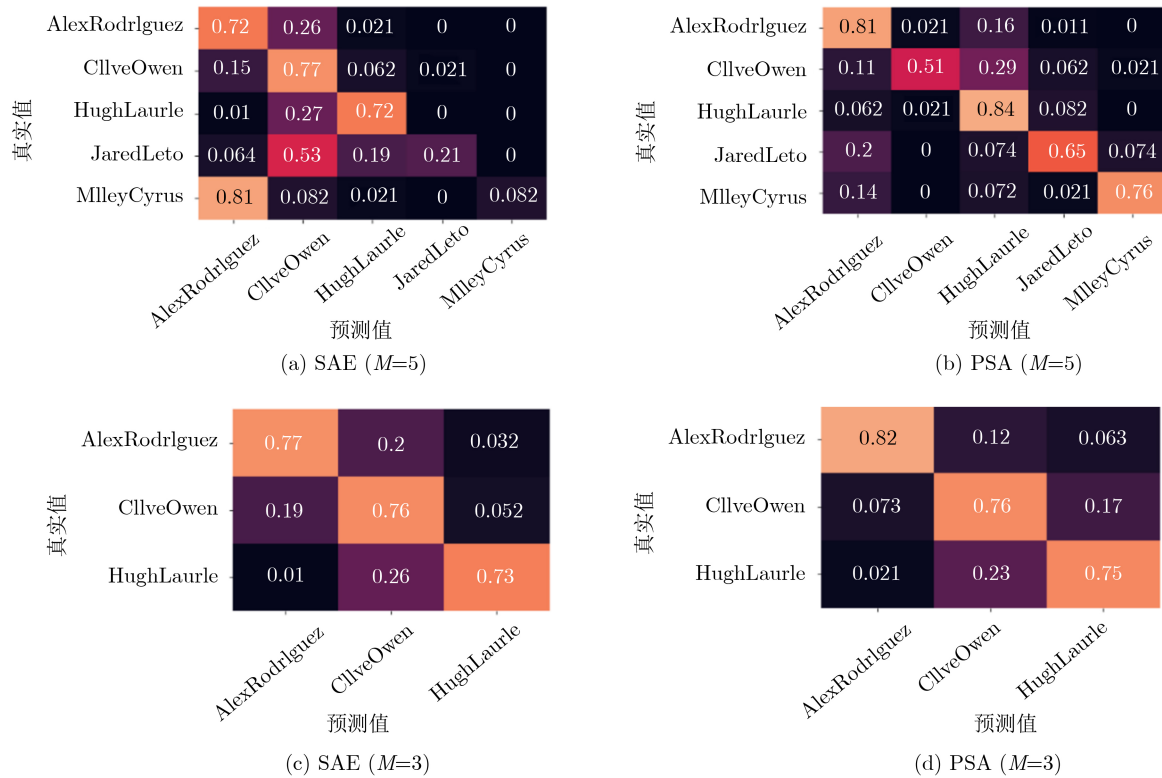 真实值
AlexRodrlguez 0.72 0.26 0.021 0 0
CllveOwen 0.15 0.77 0.062 0.021 0
HughLaurle 0.01 0.27 0.72 0 0
JaredLeto 0.064 0.53 0.19 0.21 0
MlleyCyrus 0.81 0.082 0.021 0 0.082
AlexRodrlguez CllveOwen HughLaurle JaredLeto MlleyCyrus
预测值
(a) SAE (M=5)
真实值
AlexRodrlguez 0.81 0.021 0.16 0.011 0
CllveOwen 0.11 0.51 0.29 0.062 0.021
HughLaurle 0.062 0.021 0.84 0.082 0
JaredLeto 0.2 0 0.074 0.65 0.074
MlleyCyrus 0.14 0 0.072 0.021 0.76
AlexRodrlguez CllveOwen HughLaurle JaredLeto MlleyCyrus
预测值
(b) PSA (M=5)
真实值
AlexRodrlguez 0.77 0.2 0.032
CllveOwen 0.19 0.76 0.052
HughLaurle 0.01 0.26 0.73
AlexRodrlguez CllveOwen HughLaurle
预测值
(c) SAE (M=3)
真实值
AlexRodrlguez 0.82 0.12 0.063
CllveOwen 0.073 0.76 0.17
HughLaurle 0.021 0.23 0.75
AlexRodrlguez CllveOwen HughLaurle
预测值
(d) PSA (M=3)